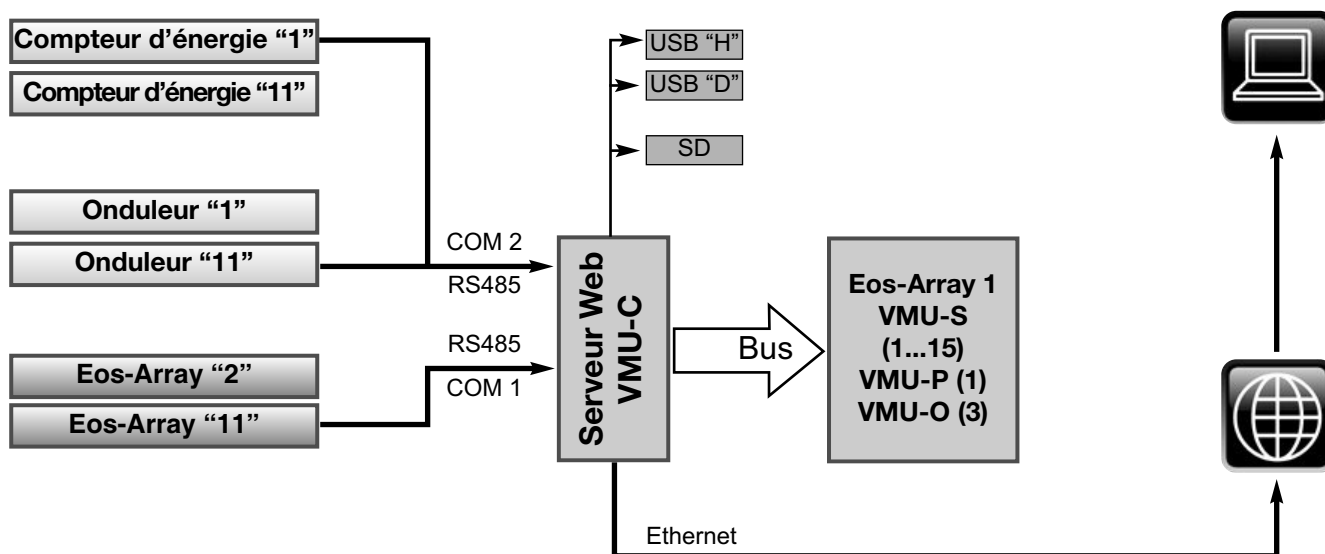 Compteur d'énergie “1”
Compteur d'énergie “11”
Onduleur “1”
Onduleur “11”
Eos-Array “2”
Eos-Array “11”
COM 2
RS485
RS485
COM 1
USB “H”
USB “D”
SD
Serveur Web
VMU-C
Bus
Eos-Array 1
VMU-S
(1...15)
VMU-P (1)
VMU-O (3)
Ethernet